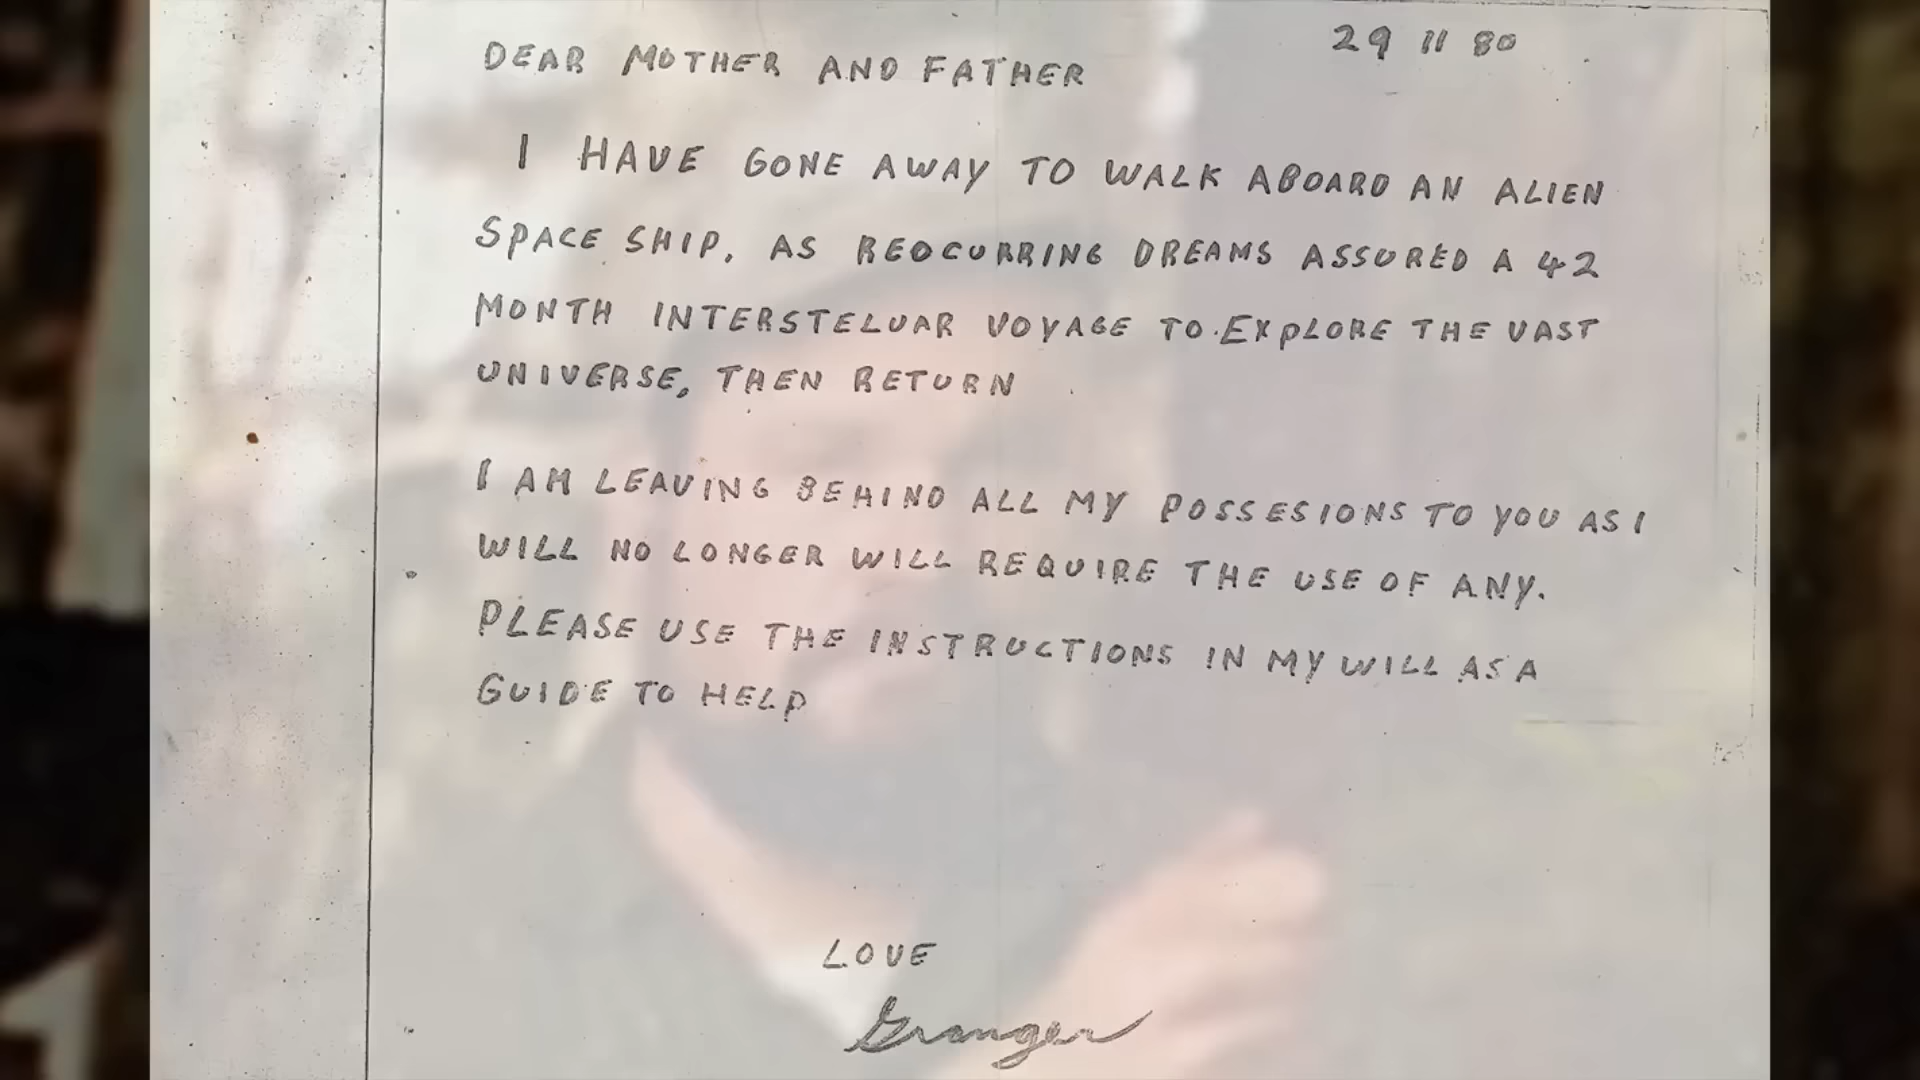 29 11 80
DEAR MOTHER AND FATHER
I HAVE GONE AWAY TO WALK ABOARD AN ALIEN
SPACE SHIP, AS REOCURRING DREAMS ASSURED A 42
MONTH INTERSTELUAR VOYAGE TO EXPLORE THE VAST
UNIVERSE, THEN RETURN
I AM LEAVING BEHIND ALL MY POSSESIONS TO YOU AS I
WILL NO LONGER WILL REQUIRE THE USE OF ANY.
PLEASE USE THE INSTRUCTIONS IN MY WILL AS A
GUIDE TO HELP
LOVE
Granger